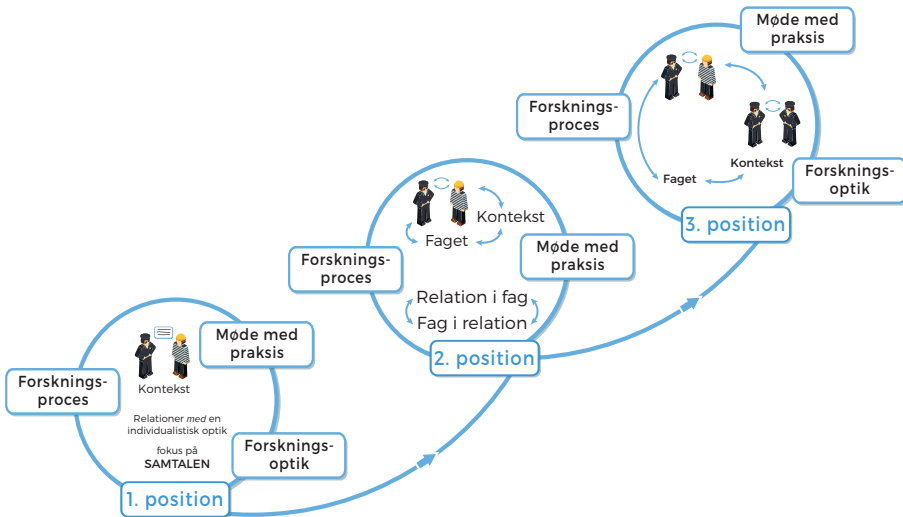 Møde med
praksis
Forsknings-
proces
Kontekst
Faget
Forsknings-
optik
3. position
Kontekst
Faget
Møde med
praksis
Forsknings-
proces
Relation i fag
Fag i relation
2. position
Møde med
praksis
Kontekst
Forsknings-
proces
Relationer med en
individualistisk optik
fokus på
SAMTALEN
Forsknings-
optik
1. position